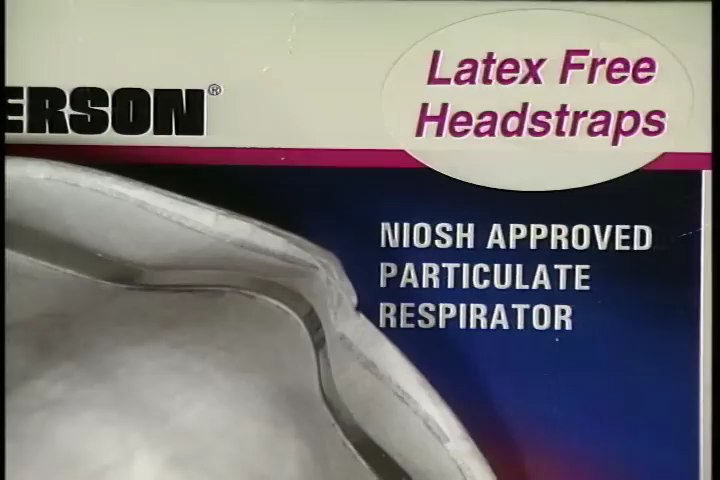 ERSON®
Latex Free
Headstraps
NIOSH APPROVED
PARTICULATE
RESPIRATOR